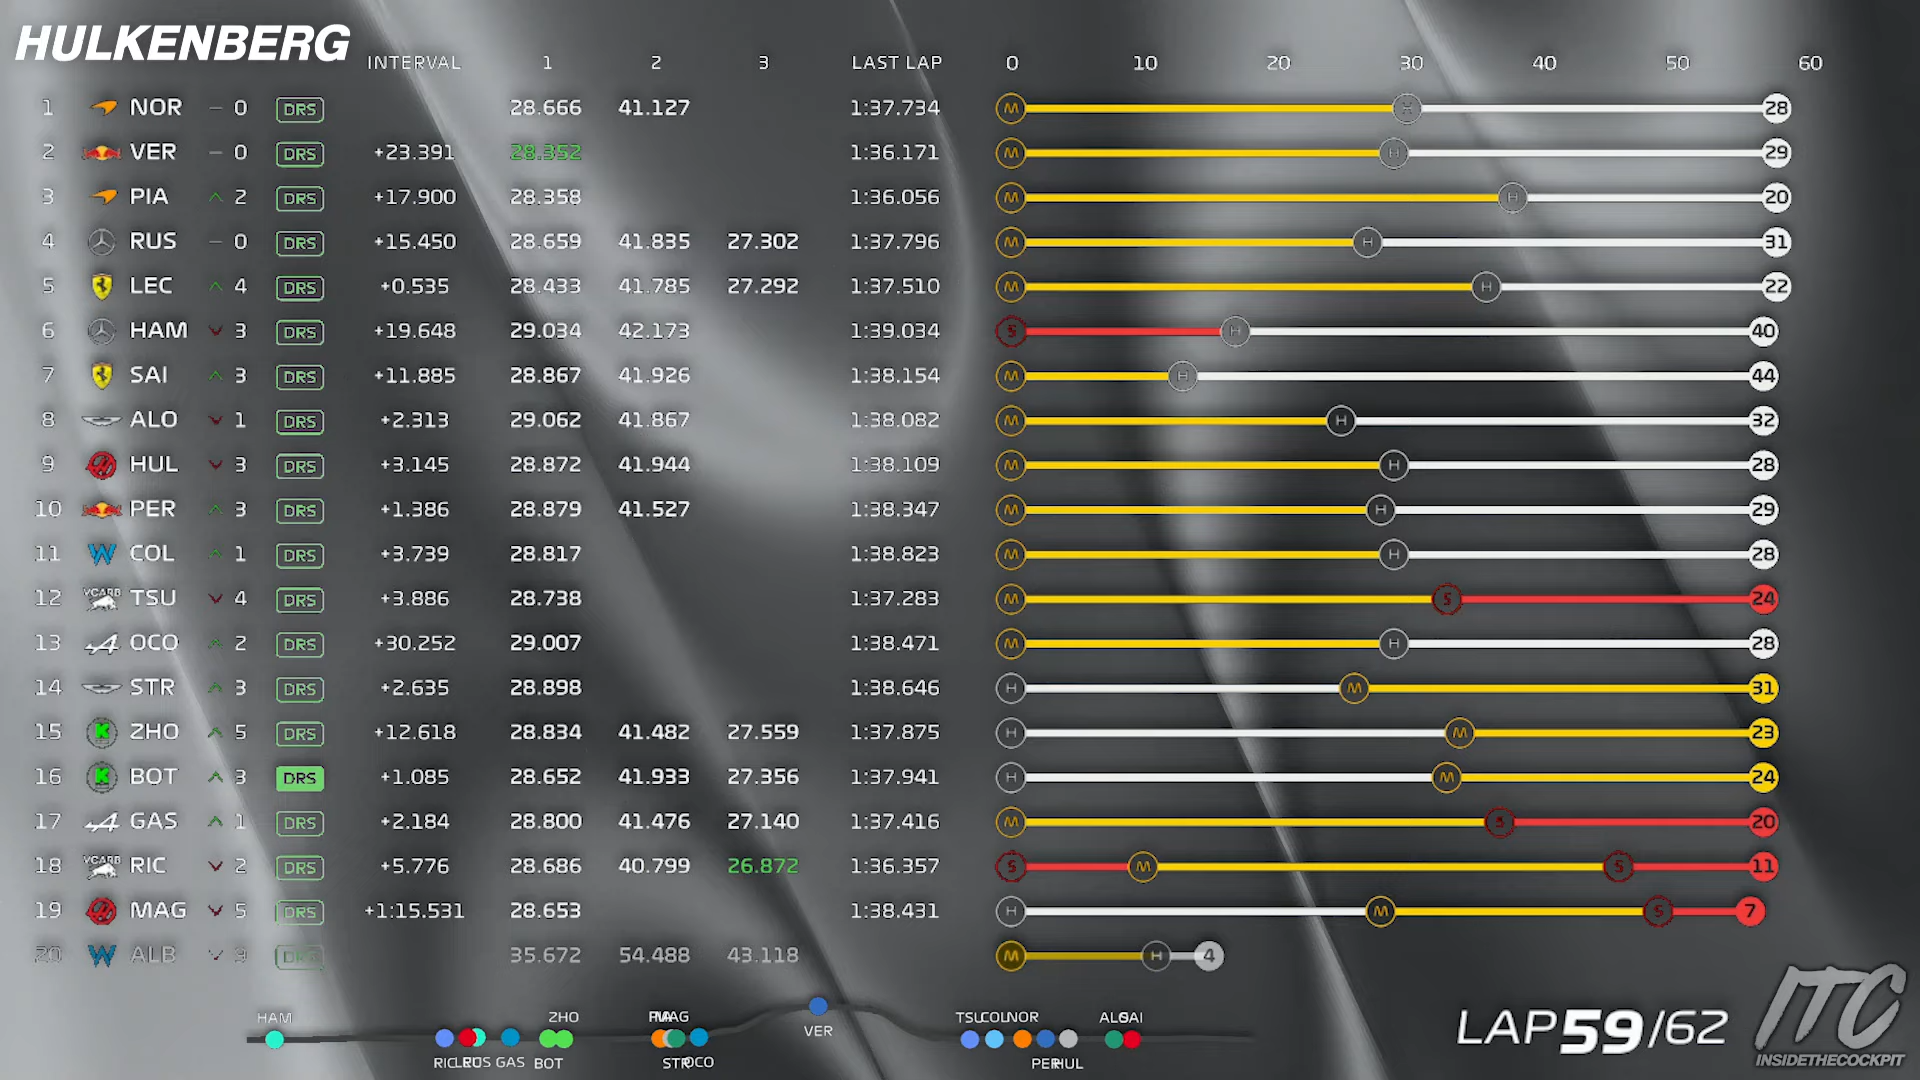 HULKENBERG
INTERVAL 1 2 3 LAST LAP 0 10 20 30 40 50 60
1 NOR 0 DRS 28.666 41.127 1:37.734 M H 28
2 VER 0 DRS +23.391 28.352 1:36.171 M H 29
3 PIA 2 DRS +17.900 28.358 1:36.056 M H 20
4 RUS 0 DRS +15.450 28.659 41.835 27.302 1:37.796 M H 31
5 LEC 4 DRS +0.535 28.433 41.785 27.292 1:37.510 M H 22
6 HAM 3 DRS +19.648 29.034 42.173 1:39.034 S H 40
7 SAI 3 DRS +11.885 28.867 41.926 1:38.154 M H 44
8 ALO 1 DRS +2.313 29.062 41.867 1:38.082 M H 32
9 HUL 3 DRS +3.145 28.872 41.944 1:38.109 M H 28
10 PER 3 DRS +1.386 28.879 41.527 1:38.347 M H 29
11 COL 1 DRS +3.739 28.817 1:38.823 M H 28
12 VCARB TSU 4 DRS +3.886 28.738 1:37.283 M S 24
13 OCO 2 DRS +30.252 29.007 1:38.471 M H 28
14 STR 3 DRS +2.635 28.898 1:38.646 H M 31
15 K ZHO 5 DRS +12.618 28.834 41.482 27.559 1:37.875 H M 23
16 K BOT 3 DRS +1.085 28.652 41.933 27.356 1:37.941 H M 24
17 GAS 1 DRS +2.184 28.800 41.476 27.140 1:37.416 M S 20
18 VCARB RIC 2 DRS +5.776 28.686 40.799 26.872 1:36.357 S M S 11
19 MAG 5 DRS +1:15.531 28.653 1:38.431 H M S 7
20 ALB 9 DRS 35.672 54.488 43.118 M H 4
HAM ZHO MAG TSU COL NOR ALO SAI
RIC GAS BOT STR OCO VER PER HUL
LAP 59/62
ITC
INSIDETHECOCKPIT